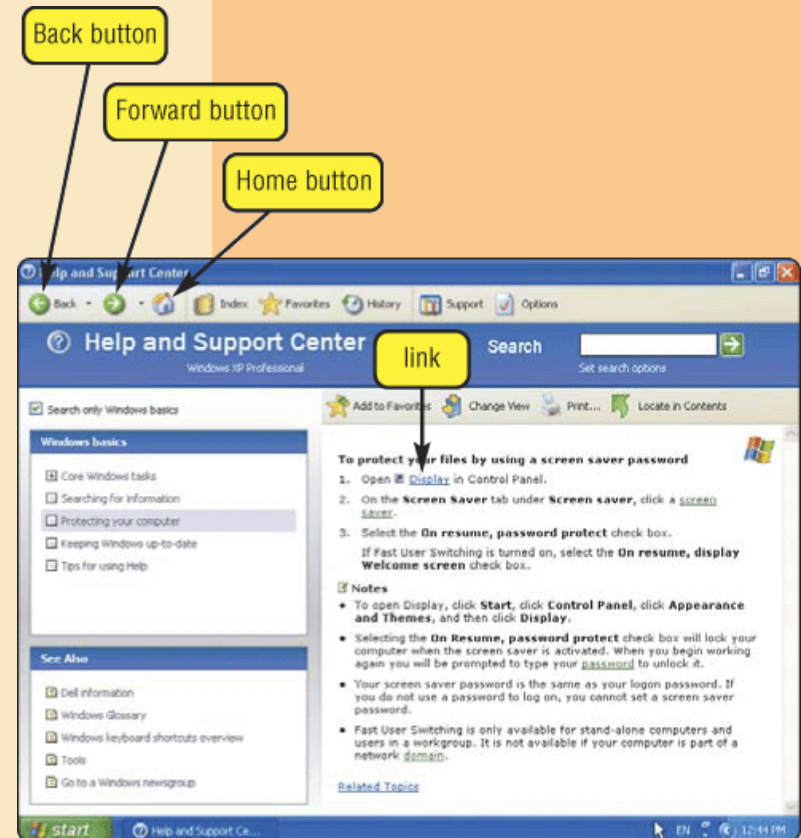 Back button
Forward button
Home button
Help and Support Center
Back
Index
Favorites
History
Support
Options
Help and Support Center
Windows XP Professional
link
Search
Set search options
Search only Windows basics
Add to Favorites
Change View
Print...
Locate in Contents
Windows basics
Core Windows tasks
Searching for information
Protecting your computer
Keeping Windows up-to-date
Tips for using Help
See Also
Dell information
Windows Glossary
Windows keyboard shortcuts overview
Tools
Go to a Windows newsgroup
To protect your files by using a screen saver password
1. Open Display in Control Panel.
2. On the Screen Saver tab under Screen saver, click a screen
saver.
3. Select the On resume, password protect check box.
If Fast User Switching is turned on, select the On resume, display
Welcome screen check box.
Notes
• To open Display, click Start, click Control Panel, click Appearance
and Themes, and then click Display.
• Selecting the On Resume, password protect check box will lock your
computer when the screen saver is activated. When you begin working
again you will be prompted to type your password to unlock it.
• Your screen saver password is the same as your logon password. If
you do not use a password to log on, you cannot set a screen saver
password.
• Fast User Switching is only available for stand-alone computers and
users in a workgroup. It is not available if your computer is part of a
network domain.
Related Topics
start
Help and Support Ce...
EN
12:44 PM